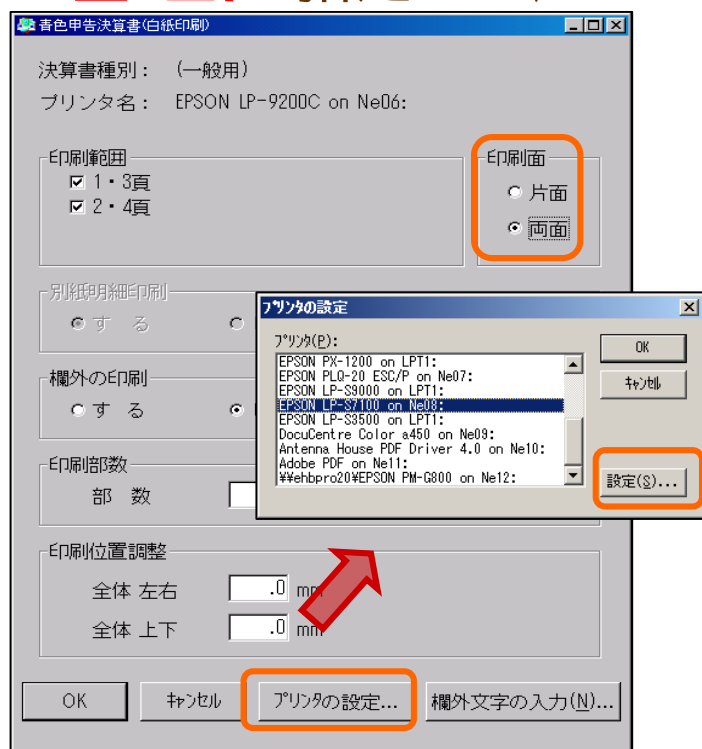 青色申告決算書(白紙印刷)
決算書種別： (一般用)
プリンタ名： EPSON LP-9200C on Ne06:
印刷範囲
1・3頁
2・4頁
印刷面
片面
両面
別紙明細印刷
す る
欄外の印刷
す る
印刷部数
部 数
印刷位置調整
全体 左右 .0 mm
全体 上下 .0 mm
OK
ｷｬﾝｾﾙ
ﾌﾟﾘﾝﾀの設定...
欄外文字の入力(N)...
ﾌﾟﾘﾝﾀの設定
ﾌﾟﾘﾝﾀ(P):
EPSON PX-1200 on LPT1:
EPSON PLQ-20 ESC/P on Ne07:
EPSON LP-S9000 on LPT1:
EPSON LP-S7100 on Ne08:
EPSON LP-S3500 on LPT1:
DocuCentre Color a450 on Ne09:
Antenna House PDF Driver 4.0 on Ne10:
Adobe PDF on Ne11:
¥¥ehbpro20¥EPSON PM-G800 on Ne12:
OK
ｷｬﾝｾﾙ
設定(S)...